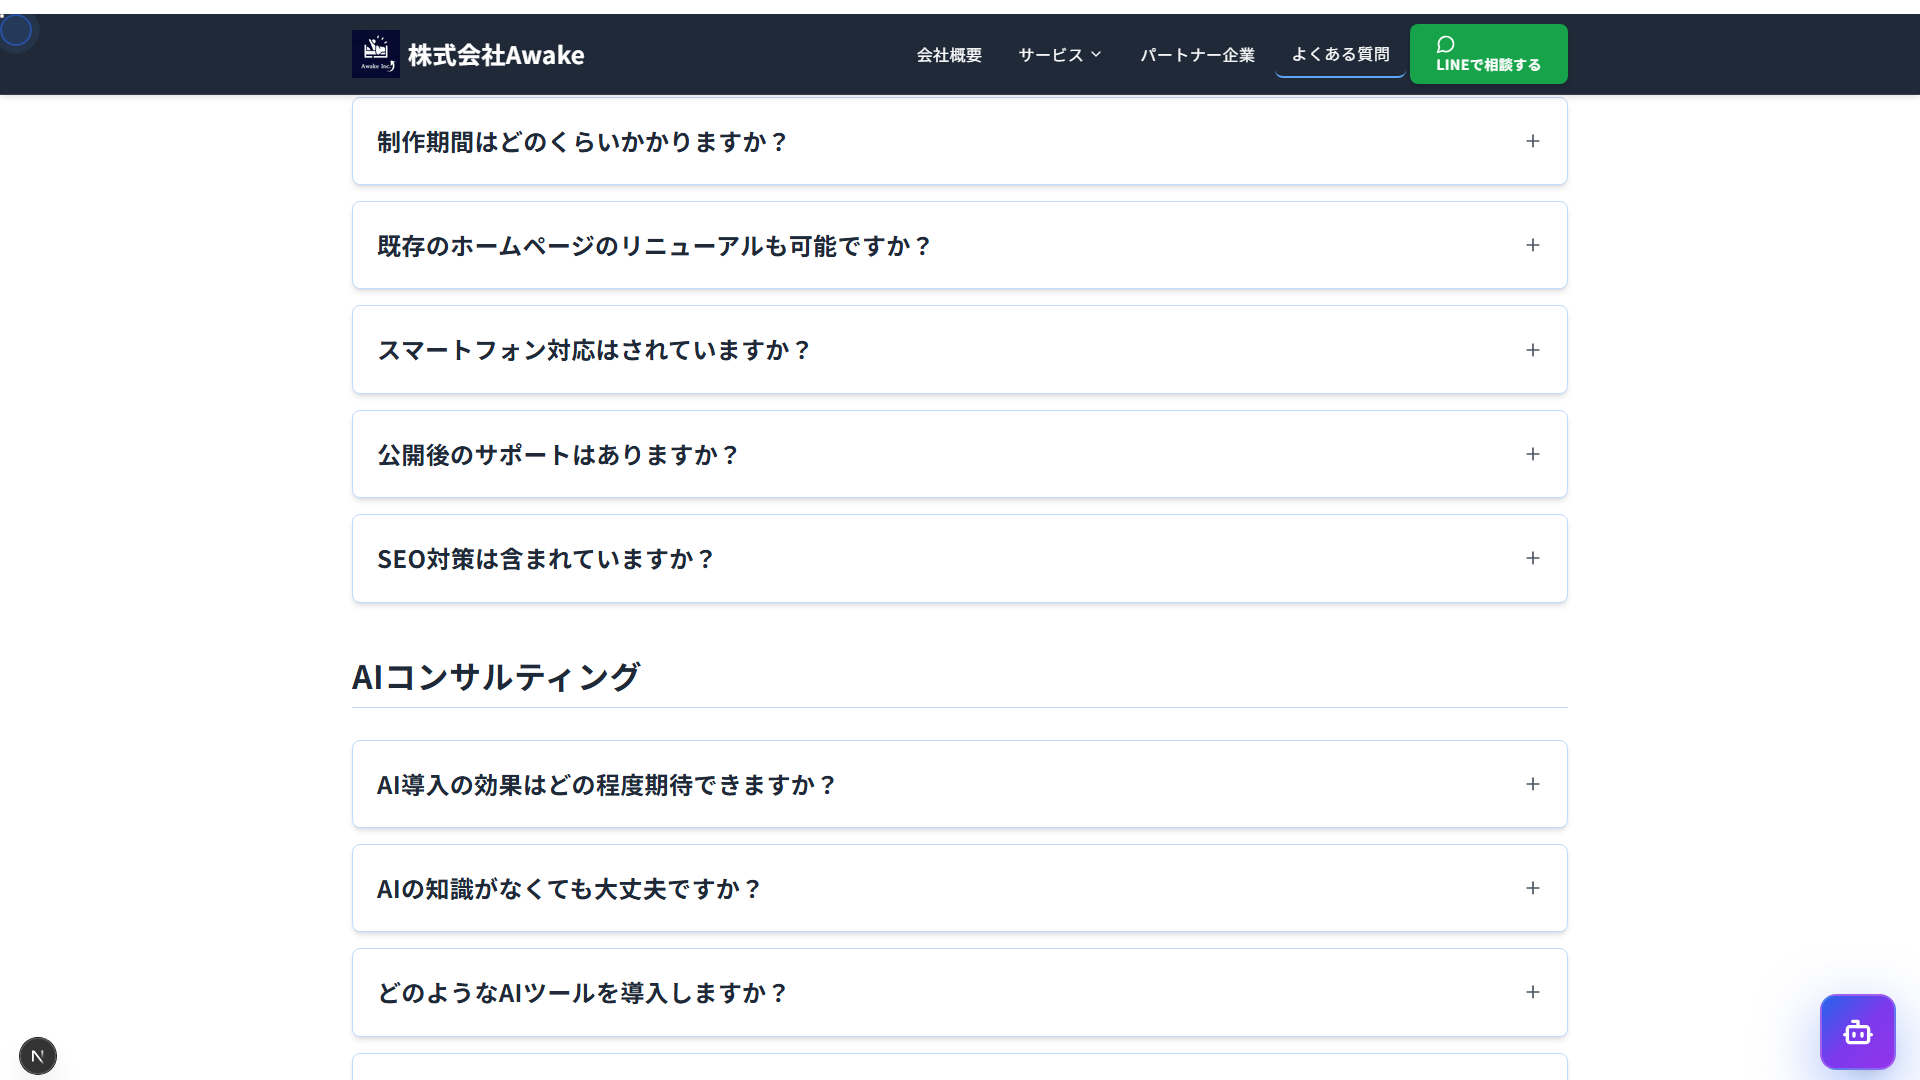 Awake Inc.
株式会社Awake
会社概要
サービス
パートナー企業
よくある質問
LINEで相談する
制作期間はどのくらいかかりますか？
既存のホームページのリニューアルも可能ですか？
スマートフォン対応はされていますか？
公開後のサポートはありますか？
SEO対策は含まれていますか？
AIコンサルティング
AI導入の効果はどの程度期待できますか？
AIの知識がなくても大丈夫ですか？
どのようなAIツールを導入しますか？
N